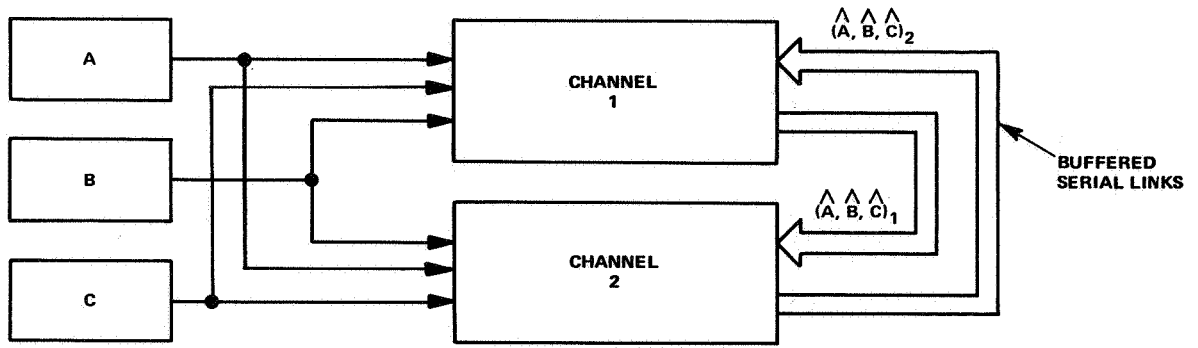 A
B
C
CHANNEL
1
CHANNEL
2
(Â, B̂, Ĉ)₂
(Â, B̂, Ĉ)₁
BUFFERED
SERIAL LINKS